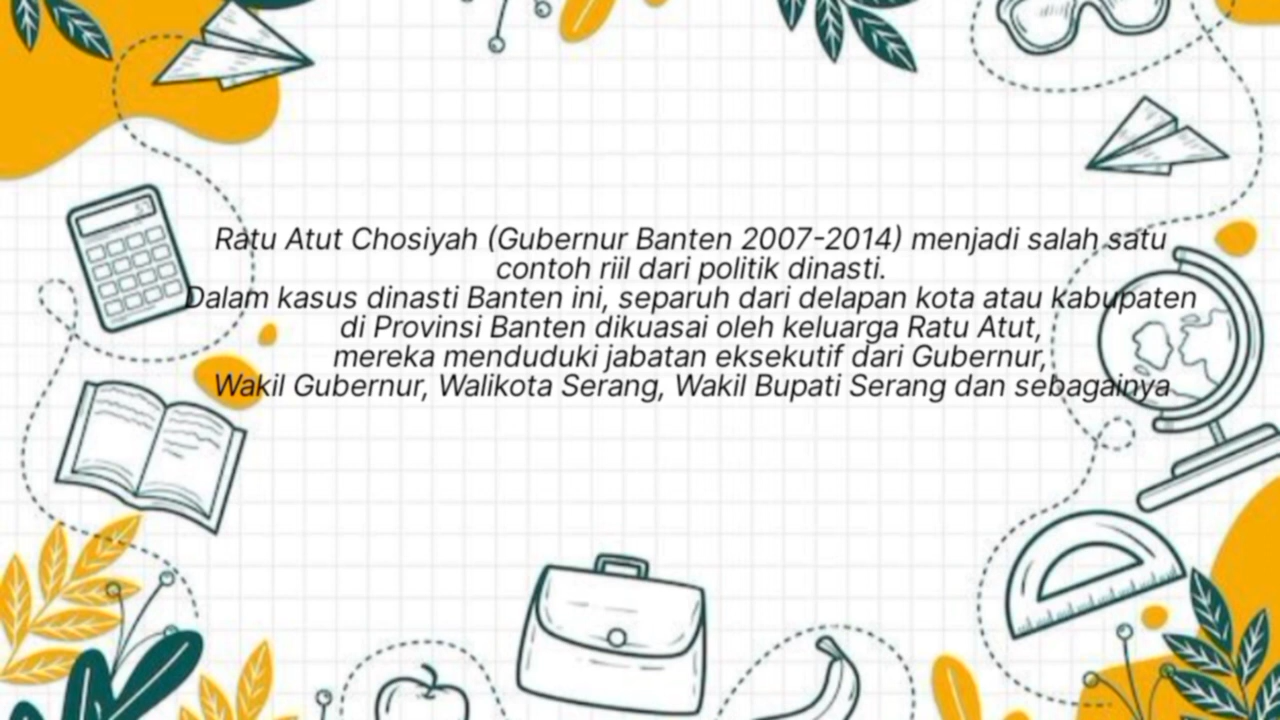 Ratu Atut Chosiyah (Gubernur Banten 2007-2014) menjadi salah satu
contoh riil dari politik dinasti.
Dalam kasus dinasti Banten ini, separuh dari delapan kota atau kabupaten
di Provinsi Banten dikuasai oleh keluarga Ratu Atut,
mereka menduduki jabatan eksekutif dari Gubernur,
Wakil Gubernur, Walikota Serang, Wakil Bupati Serang dan sebagainya